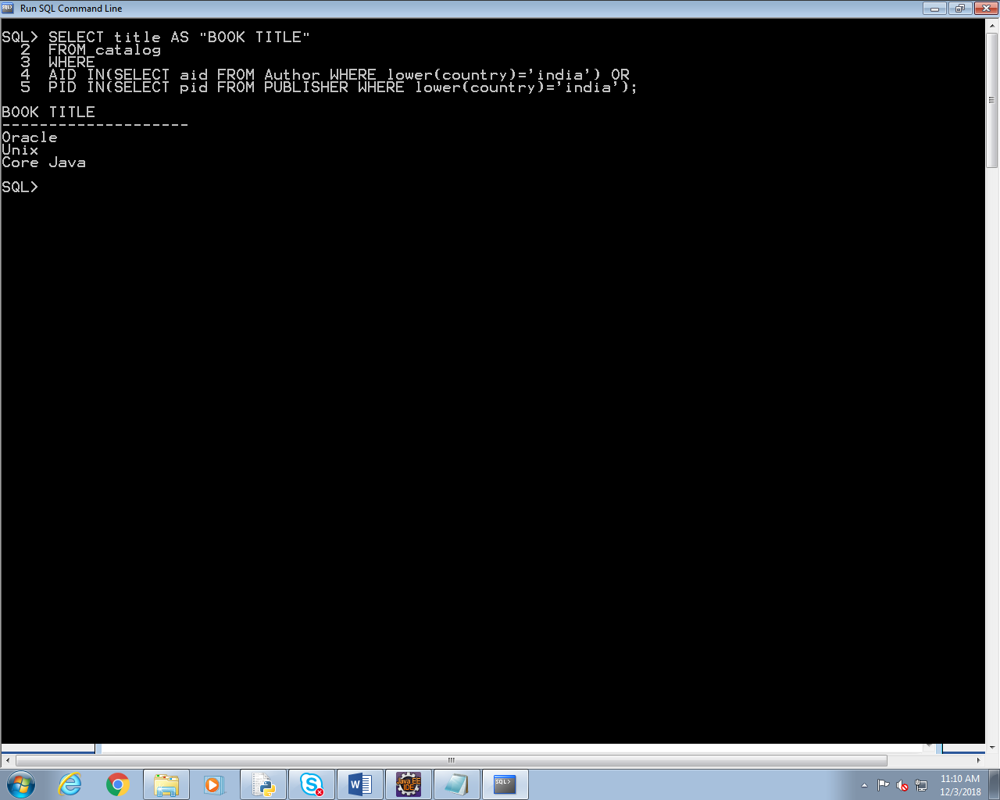 Run SQL Command Line
SQL> SELECT title AS "BOOK TITLE"
2 FROM catalog
3 WHERE
4 AID IN(SELECT aid FROM Author WHERE lower(country)='india') OR
5 PID IN(SELECT pid FROM PUBLISHER WHERE lower(country)='india');
BOOK TITLE
--------------------
Oracle
Unix
Core Java
SQL>
Java EE
IDE
SQL>
11:10 AM
12/3/2018